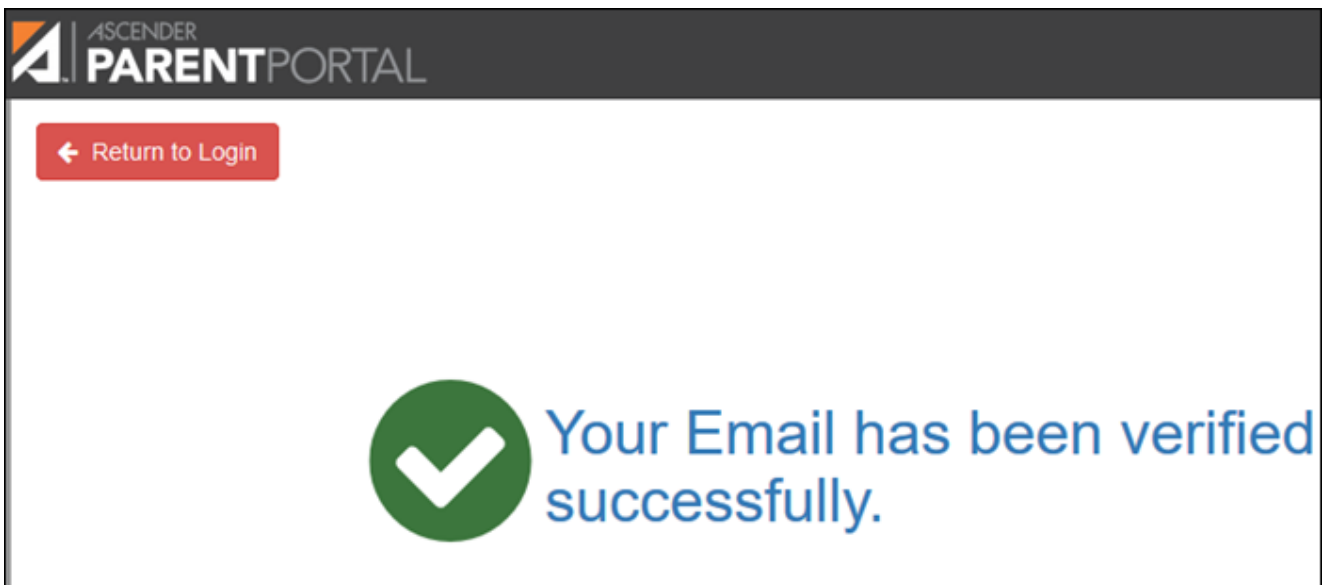 ASCENDER
PARENTPORTAL
Return to Login
Your Email has been verified
successfully.